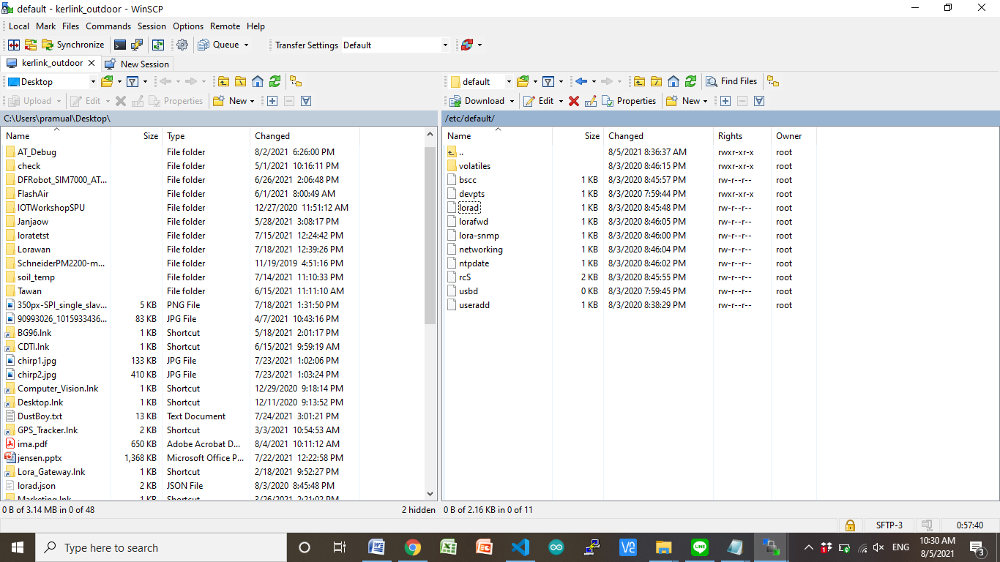 default - kerlink_outdoor - WinSCP
Local Mark Files Commands Session Options Remote Help
Synchronize Queue Transfer Settings Default
kerlink_outdoor New Session
Desktop default Find Files
Upload Edit Properties New Download Edit Properties New
C:\Users\pramual\Desktop\ /etc/default/
Name Size Type Changed Name Size Changed Rights Owner
AT_Debug File folder 8/2/2021 6:26:00 PM .. 8/5/2021 8:36:37 AM rwxr-xr-x root
check File folder 5/1/2021 10:16:11 PM volatiles 8/3/2020 8:46:15 PM rwxr-xr-x root
DFRobot_SIM7000_AT... File folder 6/26/2021 2:06:48 PM bscc 1 KB 8/3/2020 8:45:57 PM rw-r--r-- root
FlashAir File folder 6/1/2021 8:00:49 AM devpts 1 KB 8/3/2020 7:59:44 PM rwxr-xr-x root
IOTWorkshopSPU File folder 12/27/2020 11:51:12 AM lorad 1 KB 8/3/2020 8:45:48 PM rw-r--r-- root
Janjaow File folder 5/28/2021 3:08:17 PM lorafwd 1 KB 8/3/2020 8:46:05 PM rw-r--r-- root
loratetst File folder 7/15/2021 12:24:42 PM lora-snmp 1 KB 8/3/2020 8:46:00 PM rw-r--r-- root
Lorawan File folder 7/18/2021 12:39:26 PM networking 1 KB 8/3/2020 8:46:04 PM rw-r--r-- root
SchneiderPM2200-m... File folder 11/19/2019 4:51:16 PM ntpdate 1 KB 8/3/2020 8:46:02 PM rw-r--r-- root
soil_temp File folder 7/14/2021 11:10:33 PM rcS 2 KB 8/3/2020 8:45:55 PM rw-r--r-- root
Tawan File folder 6/15/2021 11:11:10 AM usbd 0 KB 8/3/2020 7:59:45 PM rw-r--r-- root
350px-SPI_single_slav... 5 KB PNG File 7/18/2021 1:31:50 PM useradd 1 KB 8/3/2020 8:38:29 PM rw-r--r-- root
90993026_1015933436... 83 KB JPG File 4/7/2021 10:43:16 PM
BG96.lnk 1 KB Shortcut 5/18/2021 2:01:17 PM
CDTI.lnk 1 KB Shortcut 6/15/2021 9:59:19 AM
chirp1.jpg 133 KB JPG File 7/23/2021 1:02:06 PM
chirp2.jpg 410 KB JPG File 7/23/2021 1:03:24 PM
Computer_Vision.lnk 1 KB Shortcut 12/29/2020 9:18:14 PM
Desktop.lnk 1 KB Shortcut 12/11/2020 9:13:52 PM
DustBoy.txt 13 KB Text Document 7/24/2021 3:01:21 PM
GPS_Tracker.lnk 2 KB Shortcut 3/3/2021 10:54:53 AM
ima.pdf 650 KB Adobe Acrobat D... 8/4/2021 10:11:12 AM
jensen.pptx 1,368 KB Microsoft Office P... 7/22/2021 12:22:58 PM
Lora_Gateway.lnk 1 KB Shortcut 2/18/2021 9:52:27 PM
lorad.json 2 KB JSON File 8/3/2020 8:45:48 PM
Marketing.lnk 1 KB Shortcut 3/26/2021 2:21:02 PM
0 B of 3.14 MB in 0 of 48 2 hidden 0 B of 2.16 KB in 0 of 11
SFTP-3 0:57:40
Type here to search ENG 10:30 AM
8/5/2021 3